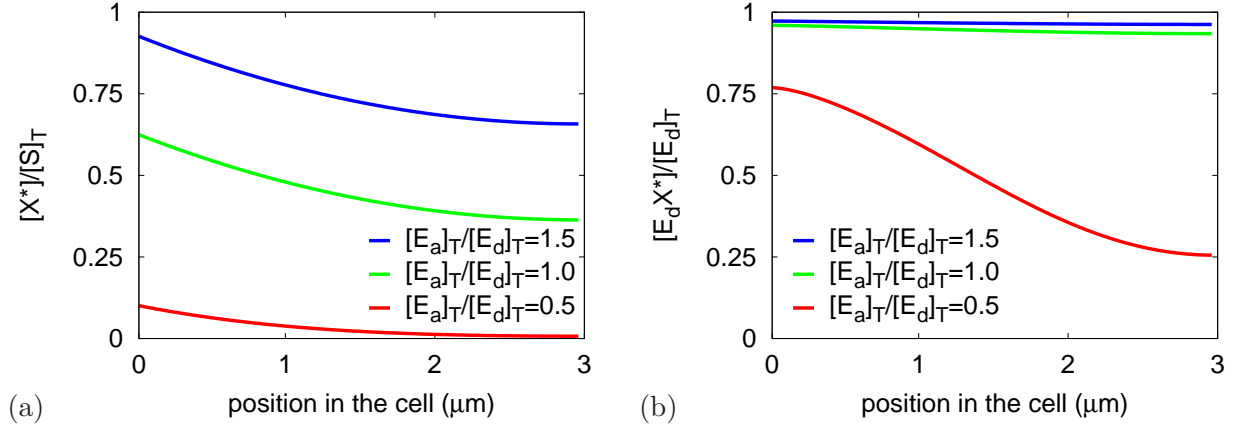 [X*]/[S]T
1
0.75
0.5
0.25
0
[Ea]T/[Ed]T=1.5
[Ea]T/[Ed]T=1.0
[Ea]T/[Ed]T=0.5
0 1 2 3
position in the cell (μm)
(a)
[EdX*]/[Ed]T
1
0.75
0.5
0.25
0
[Ea]T/[Ed]T=1.5
[Ea]T/[Ed]T=1.0
[Ea]T/[Ed]T=0.5
0 1 2 3
position in the cell (μm)
(b)